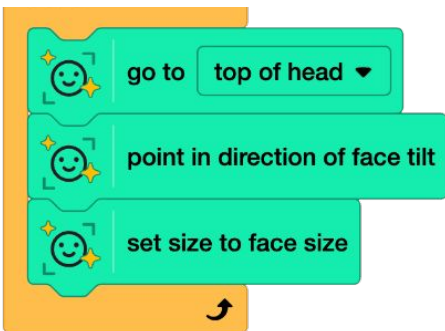 go to top of head
point in direction of face tilt
set size to face size